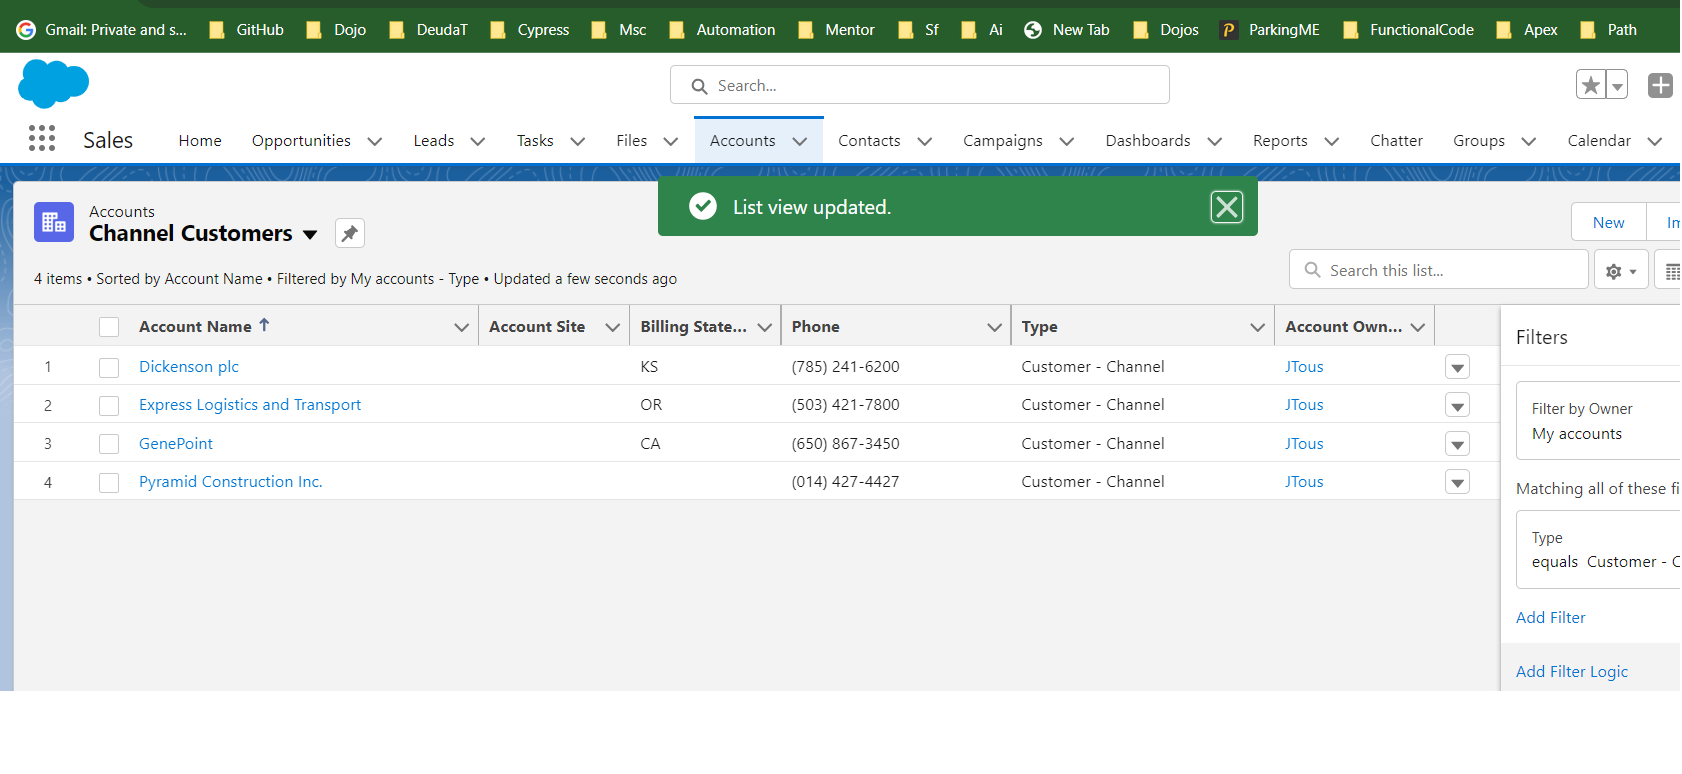 Gmail: Private and s... GitHub Dojo DeudaT Cypress Msc Automation Mentor Sf Ai New Tab Dojos ParkingME FunctionalCode Apex Path
Search...
Sales Home Opportunities Leads Tasks Files Accounts Contacts Campaigns Dashboards Reports Chatter Groups Calendar
List view updated.
Accounts
Channel Customers
New Im
4 items • Sorted by Account Name • Filtered by My accounts - Type • Updated a few seconds ago
Search this list...
Account Name Account Site Billing State... Phone Type Account Own...
1 Dickenson plc KS (785) 241-6200 Customer - Channel JTous
2 Express Logistics and Transport OR (503) 421-7800 Customer - Channel JTous
3 GenePoint CA (650) 867-3450 Customer - Channel JTous
4 Pyramid Construction Inc. (014) 427-4427 Customer - Channel JTous
Filters
Filter by Owner
My accounts
Matching all of these fi
Type
equals Customer - C
Add Filter
Add Filter Logic